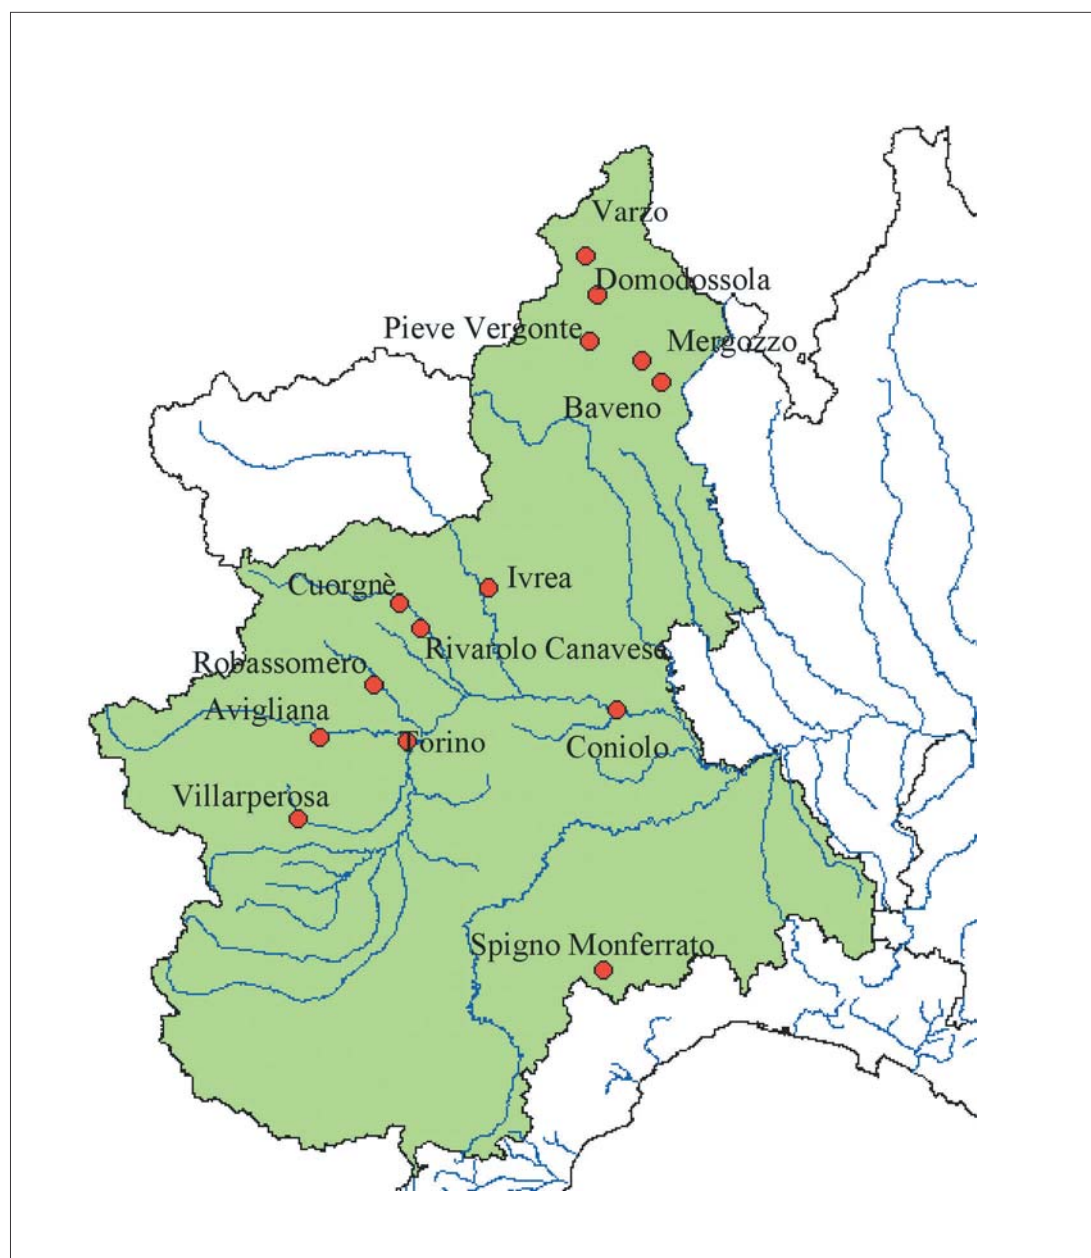 Varzo
Domodossola
Pieve Vergonte
Mergozzo
Baveno
Ivrea
Cuorgnè
Rivarolo Canavese
Robassomero
Avigliana
Torino
Coniolo
Villarperosa
Spigno Monferrato